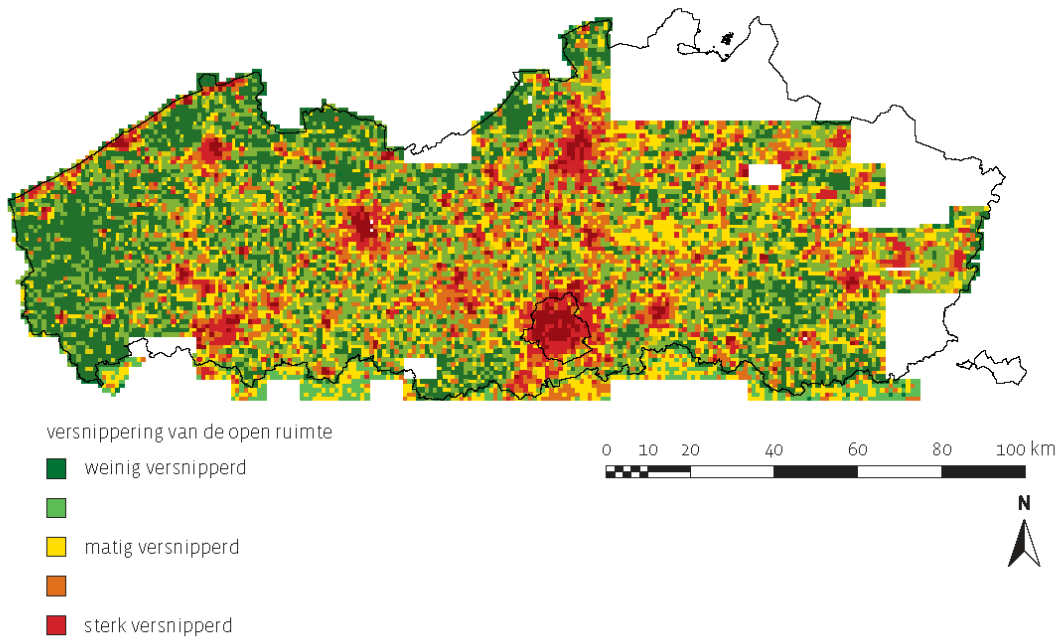 versnippering van de open ruimte
weinig versnipperd
matig versnipperd
sterk versnipperd
0 10 20 40 60 80 100 km
N